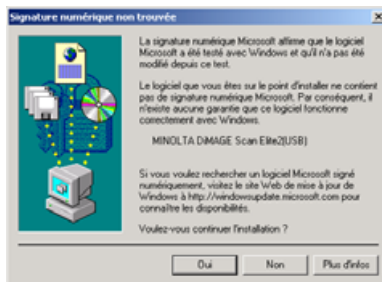 Signature numérique non trouvée
La signature numérique Microsoft affirme que le logiciel
Microsoft a été testé avec Windows et qu'il n'a pas été
modifié depuis ce test.
Le logiciel que vous êtes sur le point d'installer ne contient
pas de signature numérique Microsoft. Par conséquent, il
n'existe aucune garantie que ce logiciel fonctionne
correctement avec Windows.
MINOLTA DiMAGE Scan Elite2(USB)
Si vous voulez rechercher un logiciel Microsoft signé
numériquement, visitez le site Web de mise à jour de
Windows à http://windowsupdate.microsoft.com pour
connaître les disponibilités.
Voulez-vous continuer l'installation ?
Oui
Non
Plus d'infos